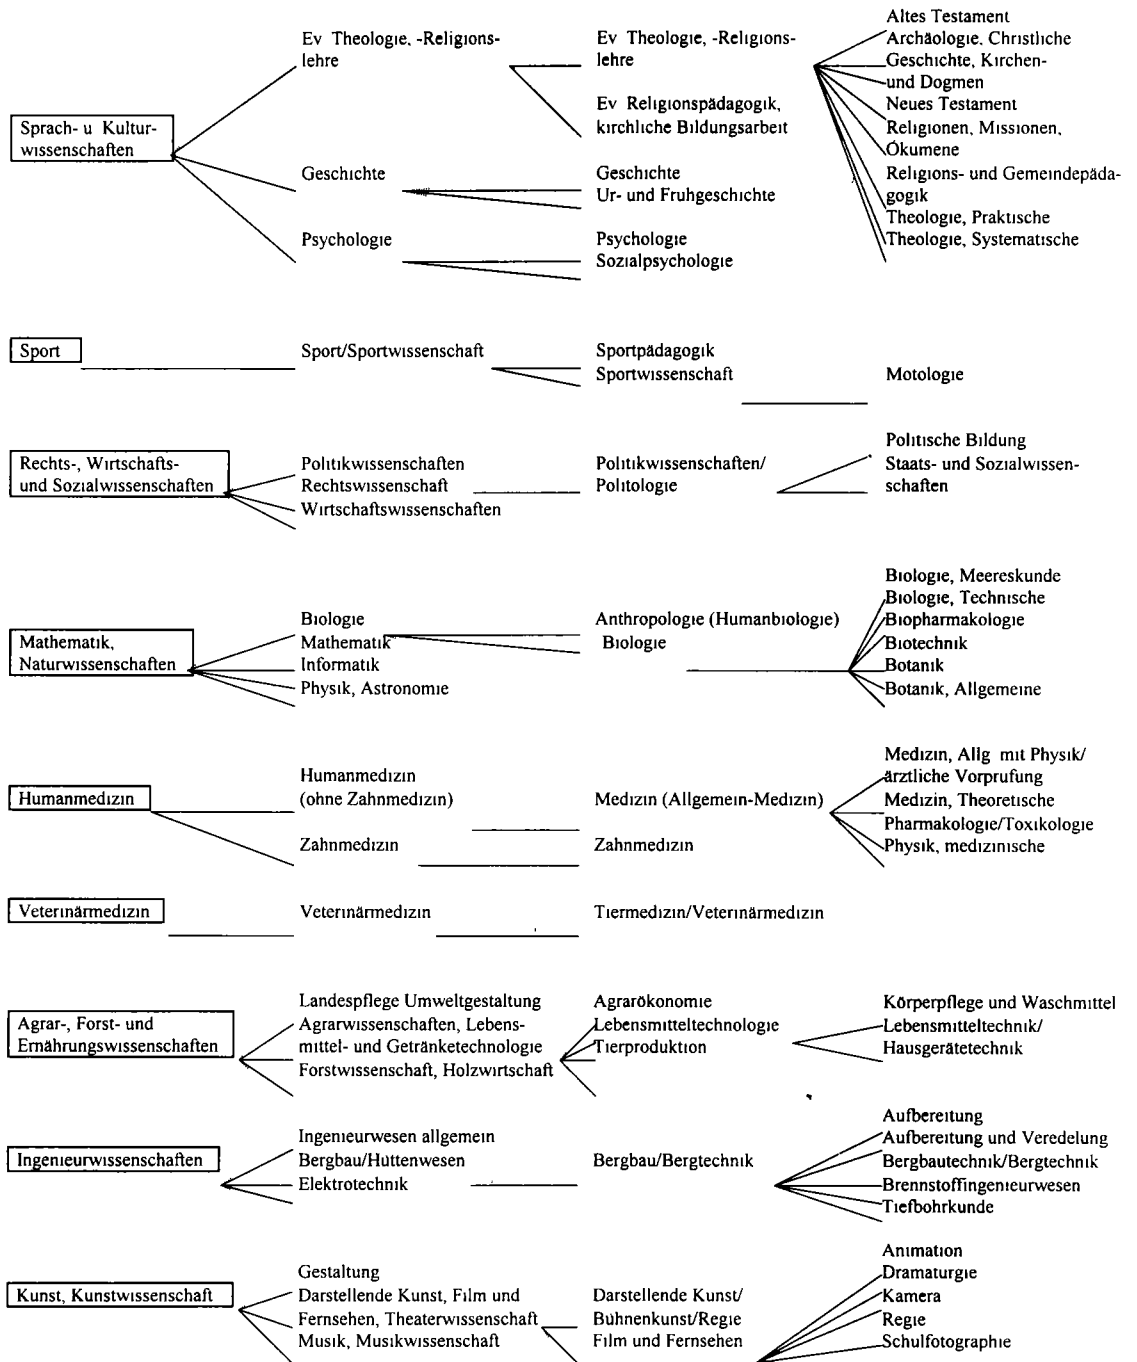 Sprach- u Kultur-
wissenschaften
Ev Theologie, -Religions-
lehre
Geschichte
Psychologie
Ev Theologie, -Religions-
lehre
Ev Religionspädagogik,
kirchliche Bildungsarbeit
Geschichte
Ur- und Fruhgeschichte
Psychologie
Sozialpsychologie
Altes Testament
Archäologie, Christliche
Geschichte, Kirchen-
und Dogmen
Neues Testament
Religionen, Missionen,
Ökumene
Religions- und Gemeindepäda-
gogik
Theologie, Praktische
Theologie, Systematische
Sport
Sport/Sportwissenschaft
Sportpädagogik
Sportwissenschaft
Motologie
Rechts-, Wirtschafts-
und Sozialwissenschaften
Politikwissenschaften
Rechtswissenschaft
Wirtschaftswissenschaften
Politikwissenschaften/
Politologie
Politische Bildung
Staats- und Sozialwissen-
schaften
Mathematik,
Naturwissenschaften
Biologie
Mathematik
Informatik
Physik, Astronomie
Anthropologie (Humanbiologie)
Biologie
Biologie, Meereskunde
Biologie, Technische
Biopharmakologie
Biotechnik
Botanik
Botanik, Allgemeine
Humanmedizin
Humanmedizin
(ohne Zahnmedizin)
Zahnmedizin
Medizin (Allgemein-Medizin)
Zahnmedizin
Medizin, Allg mit Physik/
ärztliche Vorprufung
Medizin, Theoretische
Pharmakologie/Toxikologie
Physik, medizinische
Veterinärmedizin
Veterinärmedizin
Tiermedizin/Veterinärmedizin
Agrar-, Forst- und
Ernährungswissenschaften
Landespflege Umweltgestaltung
Agrarwissenschaften, Lebens-
mittel- und Getränketechnologie
Forstwissenschaft, Holzwirtschaft
Agrarökonomie
Lebensmitteltechnologie
Tierproduktion
Körperpflege und Waschmittel
Lebensmitteltechnik/
Hausgerätetechnik
Ingenieurwissenschaften
Ingenieurwesen allgemein
Bergbau/Huttenwesen
Elektrotechnik
Bergbau/Bergtechnik
Aufbereitung
Aufbereitung und Veredelung
Bergbautechnik/Bergtechnik
Brennstoffingenieurwesen
Tiefbohrkunde
Kunst, Kunstwissenschaft
Gestaltung
Darstellende Kunst, Film und
Fernsehen, Theaterwissenschaft
Musik, Musikwissenschaft
Darstellende Kunst/
Buhnenkunst/Regie
Film und Fernsehen
Animation
Dramaturgie
Kamera
Regie
Schulfotographie